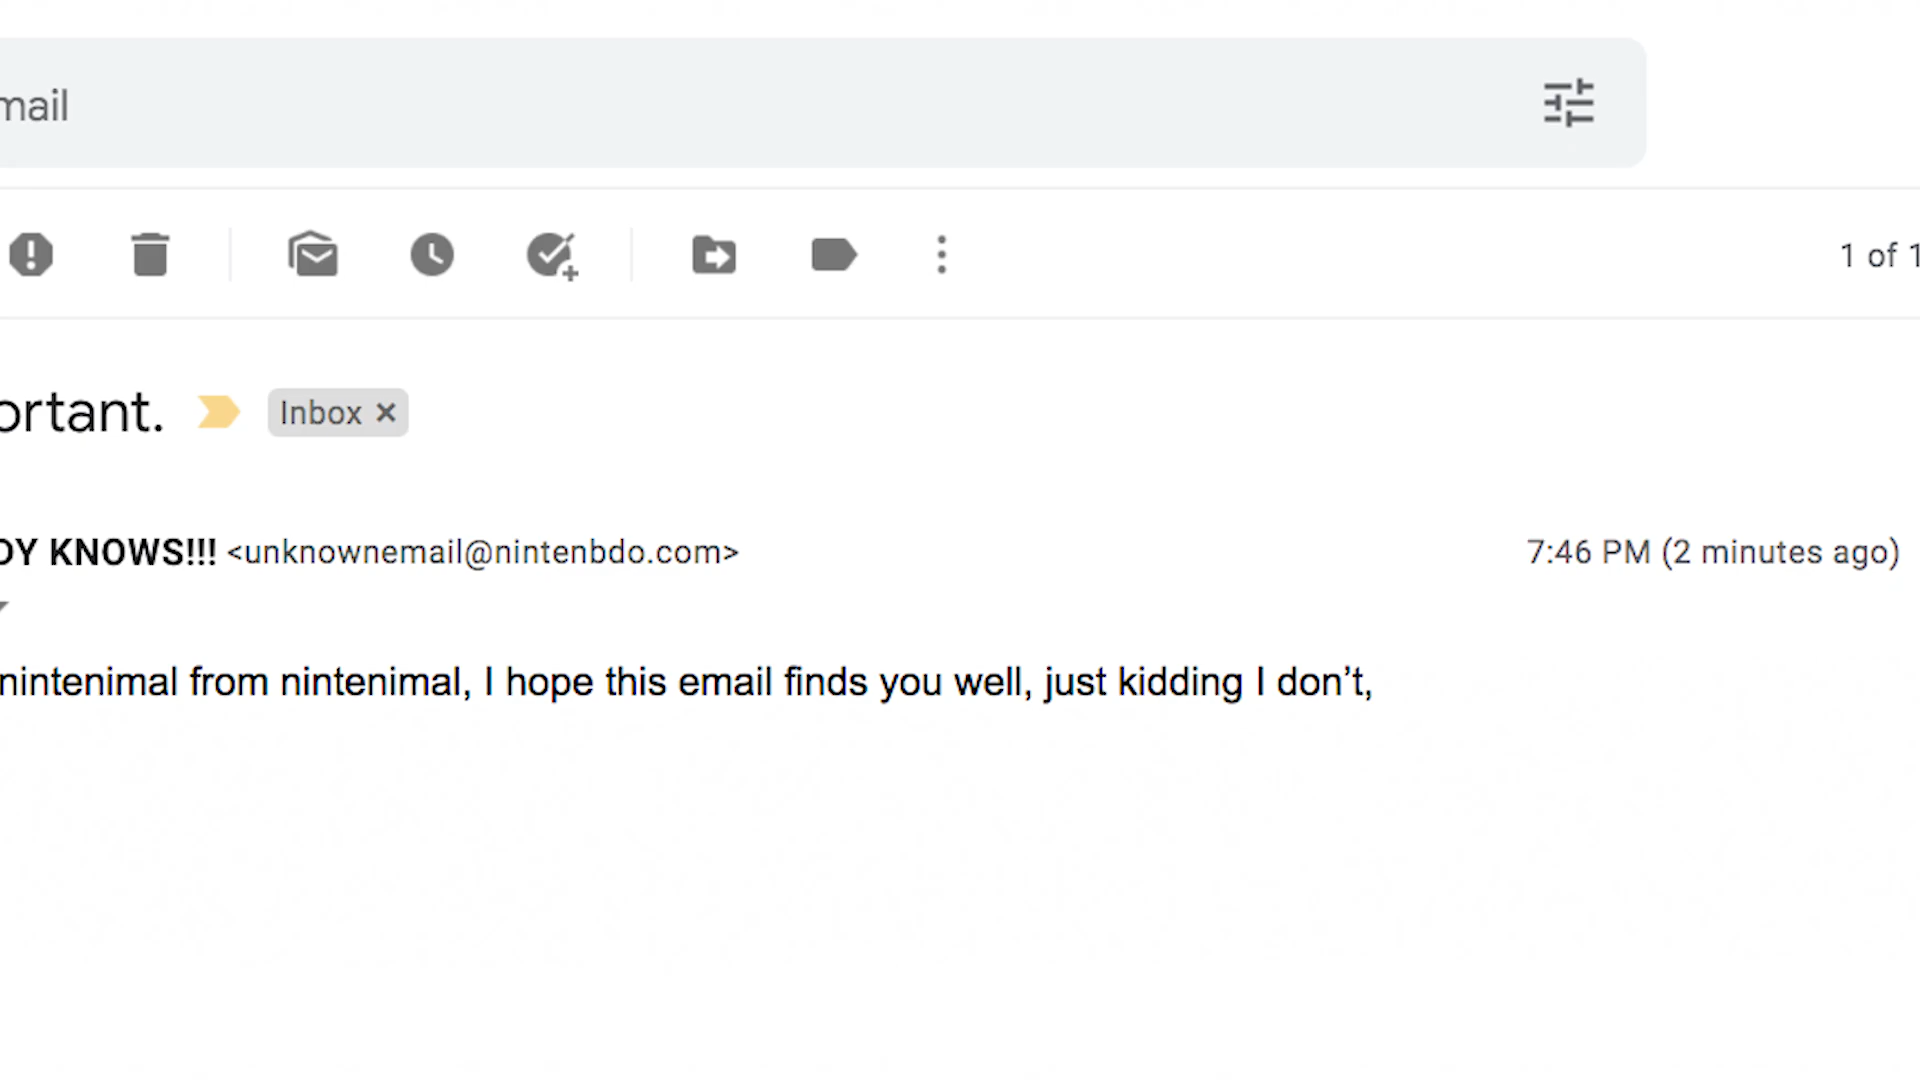 mail
1 of 1
ortant.
Inbox ×
DY KNOWS!!! <unknownemail@nintenbdo.com>
7:46 PM (2 minutes ago)
nintenimal from nintenimal, I hope this email finds you well, just kidding I don’t,